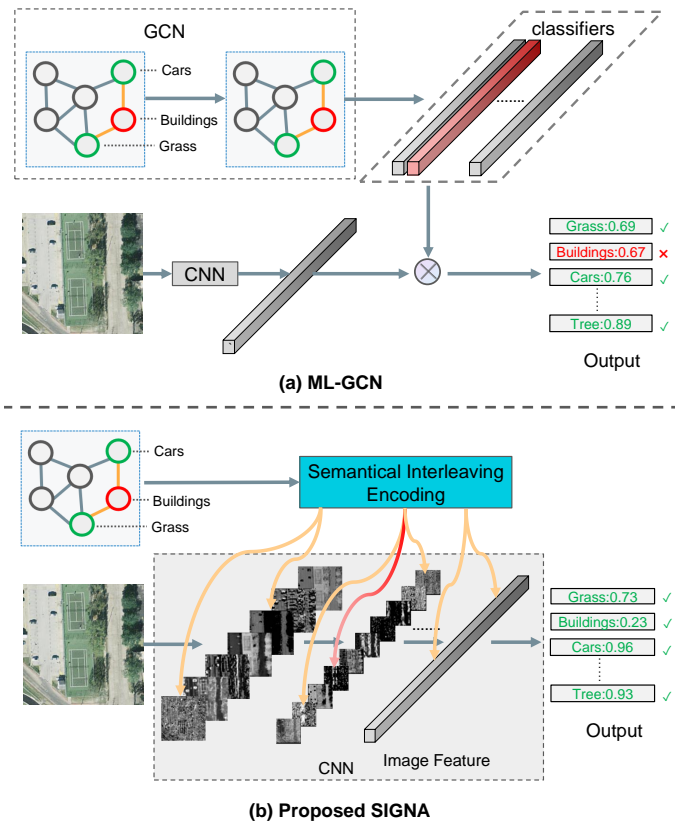 GCN
classifiers
Cars
Buildings
Grass
CNN
Grass:0.69 ✓
Buildings:0.67 ×
Cars:0.76 ✓
Tree:0.89 ✓
Output
(a) ML-GCN
Cars
Buildings
Grass
Semantical Interleaving
Encoding
Grass:0.73 ✓
Buildings:0.23 ✓
Cars:0.96 ✓
Tree:0.93 ✓
Output
Image Feature
CNN
(b) Proposed SIGNA